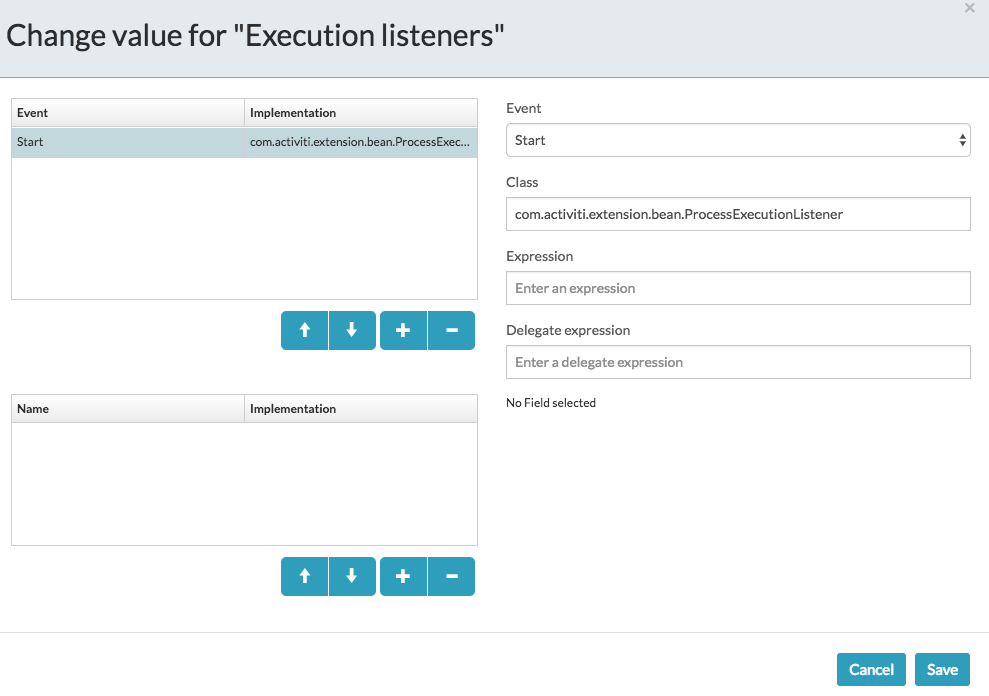 ×
Change value for "Execution listeners"
Event Implementation
Start com.activiti.extension.bean.ProcessExec...
Name Implementation
Event
Start
Class
com.activiti.extension.bean.ProcessExecutionListener
Expression
Enter an expression
Delegate expression
Enter a delegate expression
No Field selected
Cancel Save